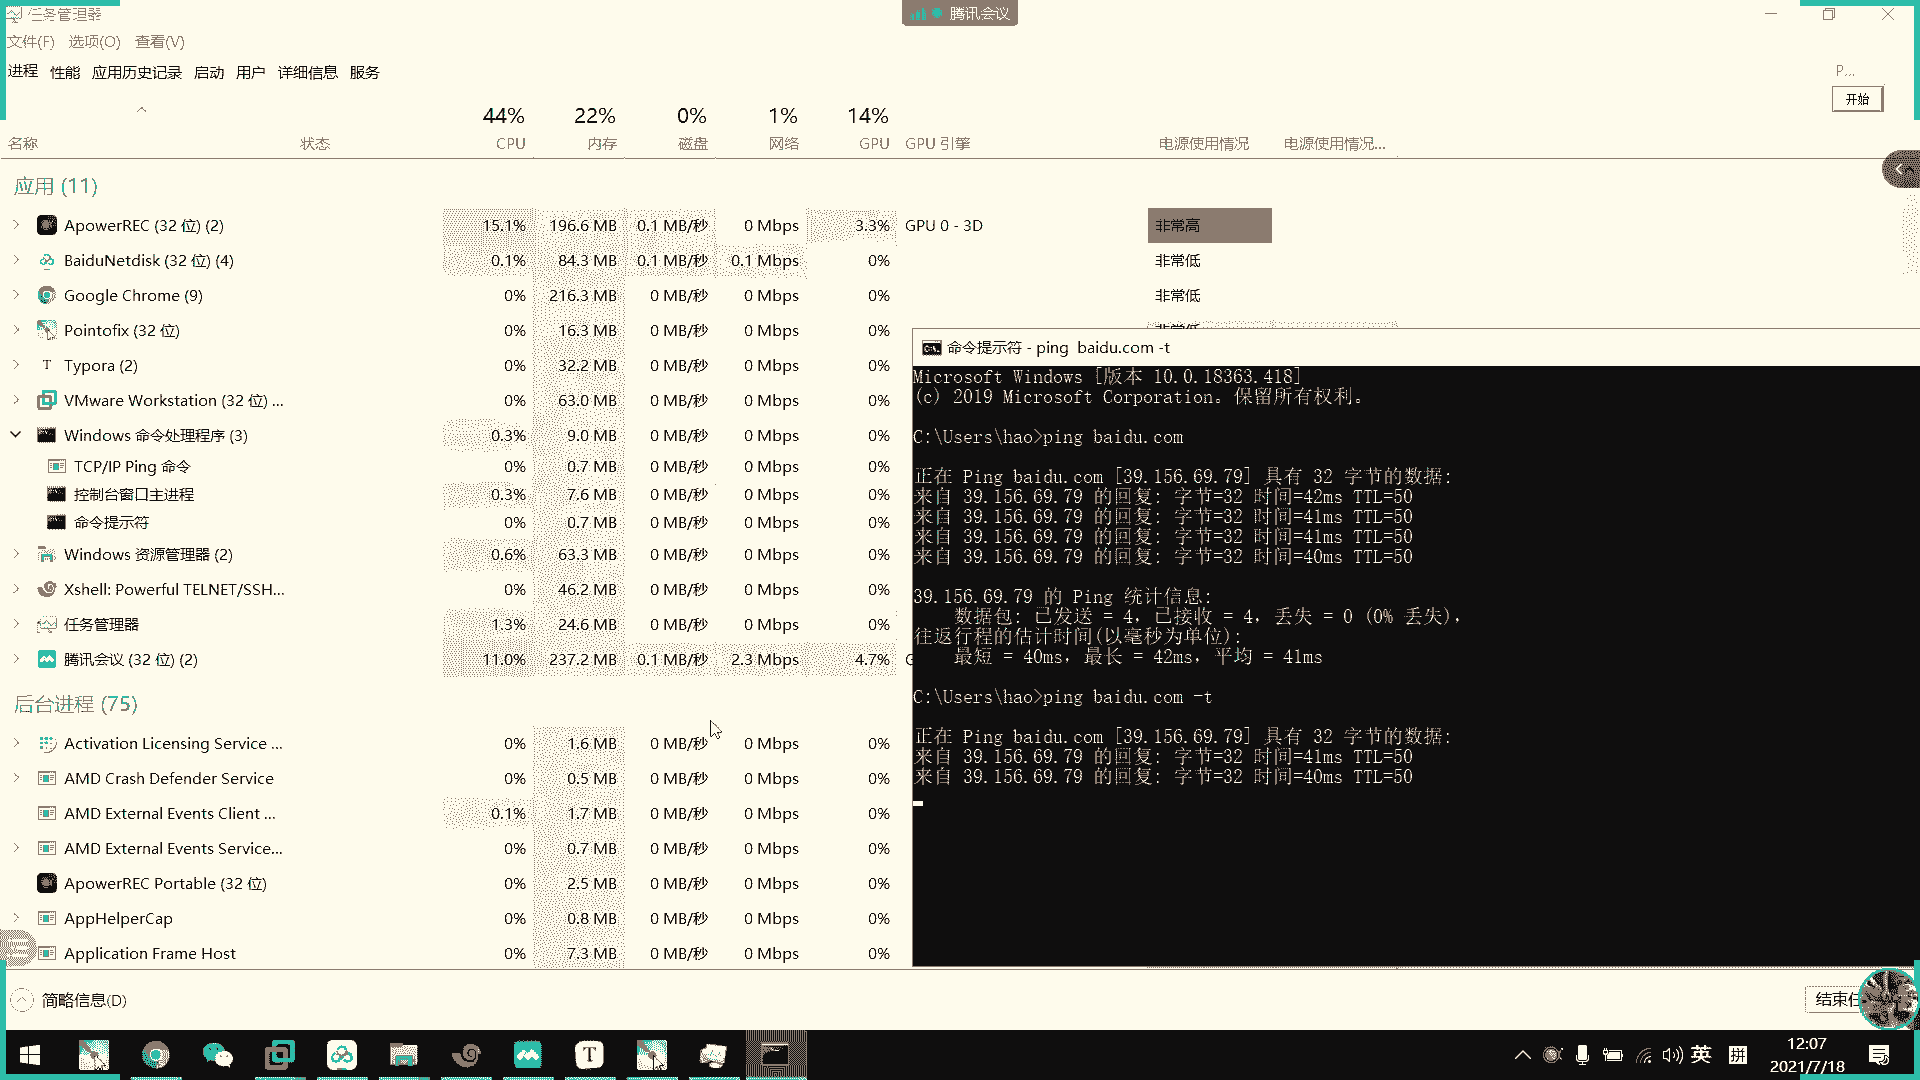 任务管理器
腾讯会议
文件(F) 选项(O) 查看(V)
进程 性能 应用历史记录 启动 用户 详细信息 服务
P...
开始
44% 22% 0% 1% 14%
名称 状态 CPU 内存 磁盘 网络 GPU GPU 引擎 电源使用情况 电源使用情况...
应用 (11)
ApowerREC (32 位) (2) 15.1% 196.6 MB 0.1 MB/秒 0 Mbps 3.3% GPU 0 - 3D 非常高
BaiduNetdisk (32 位) (4) 0.1% 84.3 MB 0.1 MB/秒 0.1 Mbps 0% 非常低
Google Chrome (9) 0% 216.3 MB 0 MB/秒 0 Mbps 0% 非常低
Pointofix (32 位) 0% 16.3 MB 0 MB/秒 0 Mbps 0%
Typora (2) 0% 32.2 MB 0 MB/秒 0 Mbps 0%
VMware Workstation (32 位) ... 0% 63.0 MB 0 MB/秒 0 Mbps 0%
Windows 命令处理程序 (3) 0.3% 9.0 MB 0 MB/秒 0 Mbps 0%
TCP/IP Ping 命令 0% 0.7 MB 0 MB/秒 0 Mbps 0%
控制台窗口主进程 0.3% 7.6 MB 0 MB/秒 0 Mbps 0%
命令提示符 0% 0.7 MB 0 MB/秒 0 Mbps 0%
Windows 资源管理器 (2) 0.6% 63.3 MB 0 MB/秒 0 Mbps 0%
Xshell: Powerful TELNET/SSH... 0% 46.2 MB 0 MB/秒 0 Mbps 0%
任务管理器 1.3% 24.6 MB 0 MB/秒 0 Mbps 0%
腾讯会议 (32 位) (2) 11.0% 237.2 MB 0.1 MB/秒 2.3 Mbps 4.7%
后台进程 (75)
Activation Licensing Service ... 0% 1.6 MB 0 MB/秒 0 Mbps 0%
AMD Crash Defender Service 0% 0.5 MB 0 MB/秒 0 Mbps 0%
AMD External Events Client ... 0.1% 1.7 MB 0 MB/秒 0 Mbps 0%
AMD External Events Service... 0% 0.7 MB 0 MB/秒 0 Mbps 0%
ApowerREC Portable (32 位) 0% 2.5 MB 0 MB/秒 0 Mbps 0%
AppHelperCap 0% 0.8 MB 0 MB/秒 0 Mbps 0%
Application Frame Host 0% 7.3 MB 0 MB/秒 0 Mbps 0%
命令提示符 - ping baidu.com -t
Microsoft Windows [版本 10.0.18363.418]
(c) 2019 Microsoft Corporation。保留所有权利。
C:\Users\hao>ping baidu.com
正在 Ping baidu.com [39.156.69.79] 具有 32 字节的数据:
来自 39.156.69.79 的回复: 字节=32 时间=42ms TTL=50
来自 39.156.69.79 的回复: 字节=32 时间=41ms TTL=50
来自 39.156.69.79 的回复: 字节=32 时间=41ms TTL=50
来自 39.156.69.79 的回复: 字节=32 时间=40ms TTL=50
39.156.69.79 的 Ping 统计信息:
数据包: 已发送 = 4，已接收 = 4，丢失 = 0 (0% 丢失)，
往返行程的估计时间(以毫秒为单位):
最短 = 40ms，最长 = 42ms，平均 = 41ms
C:\Users\hao>ping baidu.com -t
正在 Ping baidu.com [39.156.69.79] 具有 32 字节的数据:
来自 39.156.69.79 的回复: 字节=32 时间=41ms TTL=50
来自 39.156.69.79 的回复: 字节=32 时间=40ms TTL=50
简略信息(D)
结束任
英 拼
12:07
2021/7/18